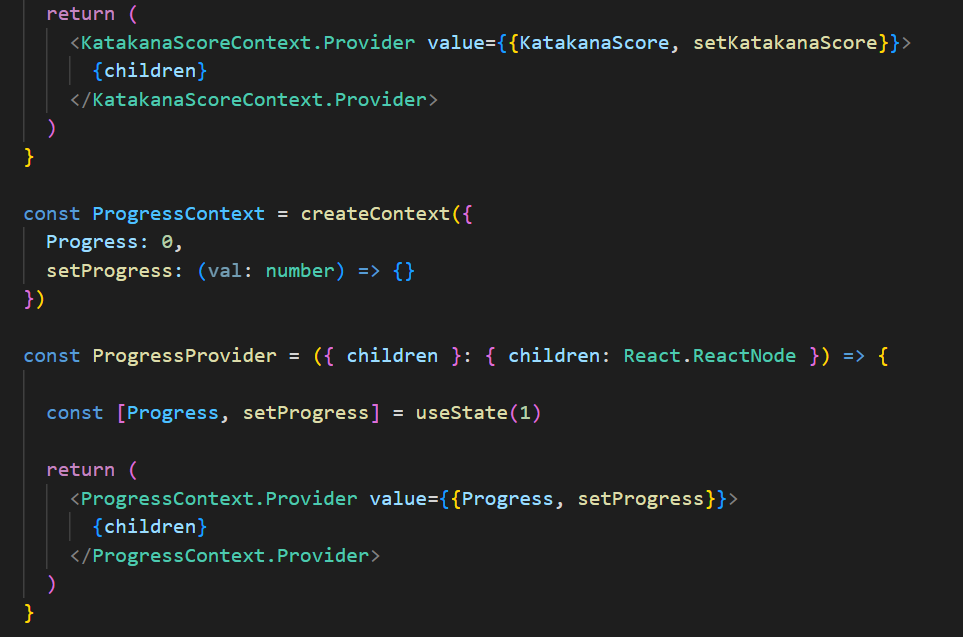 return (
<KatakanaScoreContext.Provider value={{KatakanaScore, setKatakanaScore}}>
{children}
</KatakanaScoreContext.Provider>
)
}
const ProgressContext = createContext({
Progress: 0,
setProgress: (val: number) => {}
})
const ProgressProvider = ({ children }: { children: React.ReactNode }) => {
const [Progress, setProgress] = useState(1)
return (
<ProgressContext.Provider value={{Progress, setProgress}}>
{children}
</ProgressContext.Provider>
)
}